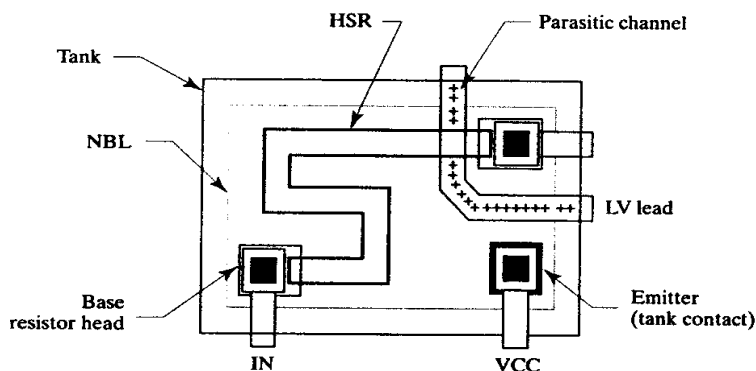 HSR
Parasitic channel
Tank
NBL
LV lead
Base
resistor head
Emitter
(tank contact)
IN
VCC